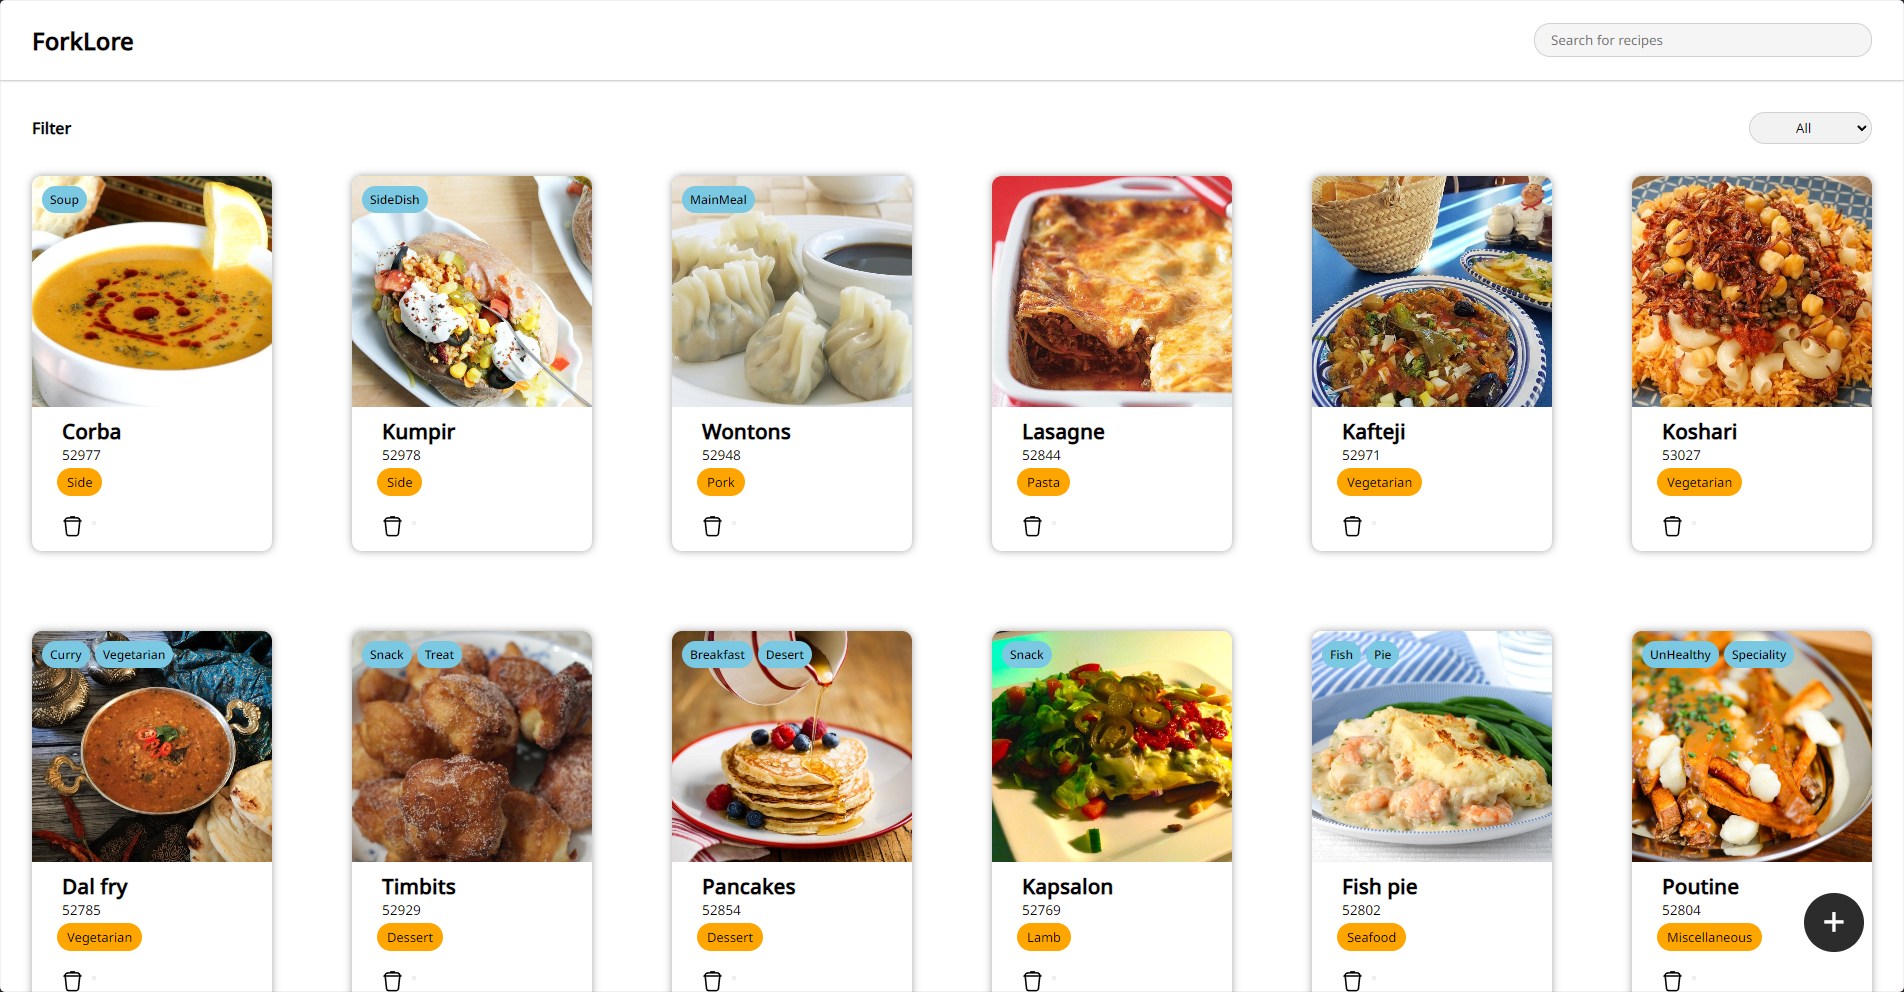 ForkLore
Search for recipes
Filter
All
Soup
SideDish
MainMeal
Corba
Kumpir
Wontons
Lasagne
Kafteji
Koshari
52977
52978
52948
52844
52971
53027
Side
Side
Pork
Pasta
Vegetarian
Vegetarian
Curry Vegetarian
Snack Treat
Breakfast Desert
Snack
Fish Pie
UnHealthy Speciality
Dal fry
Timbits
Pancakes
Kapsalon
Fish pie
Poutine
52785
52929
52854
52769
52802
52804
Vegetarian
Dessert
Dessert
Lamb
Seafood
Miscellaneous
+